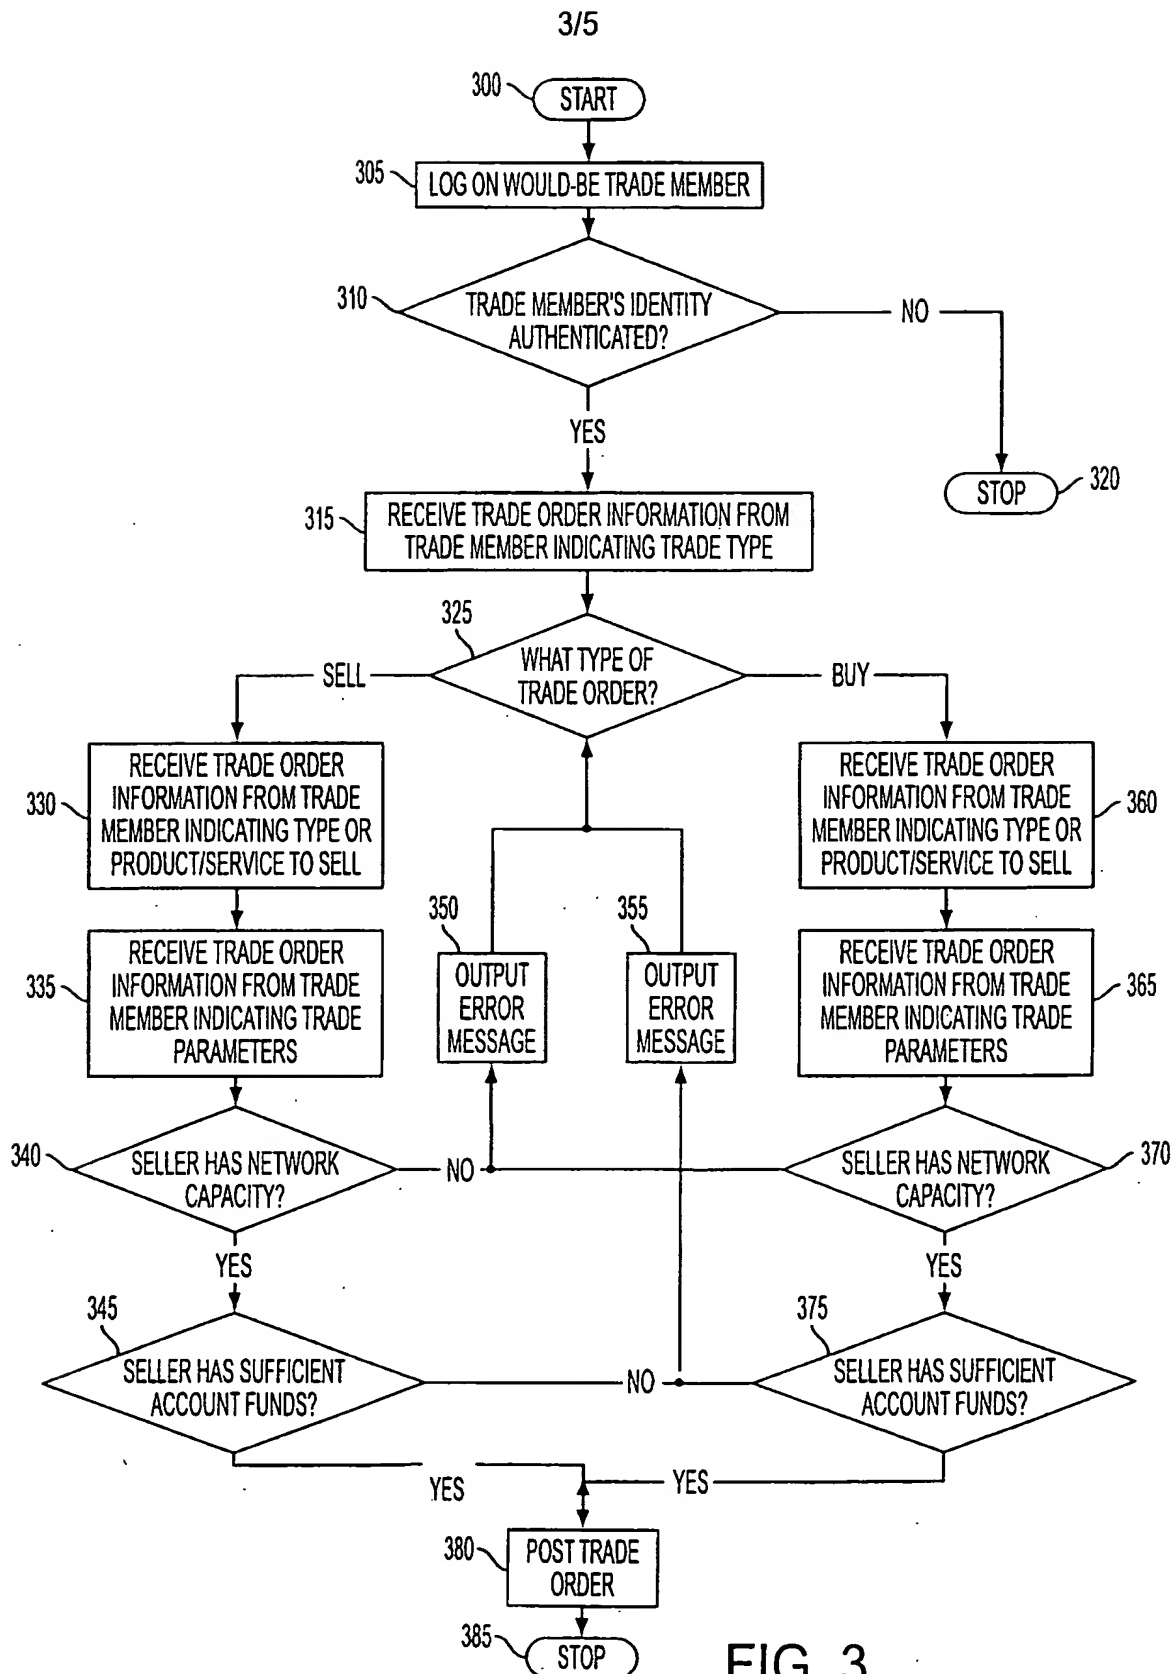 3/5
300
START
305
LOG ON WOULD-BE TRADE MEMBER
310
TRADE MEMBER'S IDENTITY
AUTHENTICATED?
NO
YES
STOP
320
315
RECEIVE TRADE ORDER INFORMATION FROM
TRADE MEMBER INDICATING TRADE TYPE
325
WHAT TYPE OF
TRADE ORDER?
SELL
BUY
330
RECEIVE TRADE ORDER
INFORMATION FROM TRADE
MEMBER INDICATING TYPE OR
PRODUCT/SERVICE TO SELL
RECEIVE TRADE ORDER
INFORMATION FROM TRADE
MEMBER INDICATING TYPE OR
PRODUCT/SERVICE TO SELL
360
335
RECEIVE TRADE ORDER
INFORMATION FROM TRADE
MEMBER INDICATING TRADE
PARAMETERS
350
OUTPUT
ERROR
MESSAGE
355
OUTPUT
ERROR
MESSAGE
RECEIVE TRADE ORDER
INFORMATION FROM TRADE
MEMBER INDICATING TRADE
PARAMETERS
365
340
SELLER HAS NETWORK
CAPACITY?
NO
SELLER HAS NETWORK
CAPACITY?
370
YES
YES
345
SELLER HAS SUFFICIENT
ACCOUNT FUNDS?
NO
375
SELLER HAS SUFFICIENT
ACCOUNT FUNDS?
YES
YES
380
POST TRADE
ORDER
385
STOP
FIG. 3